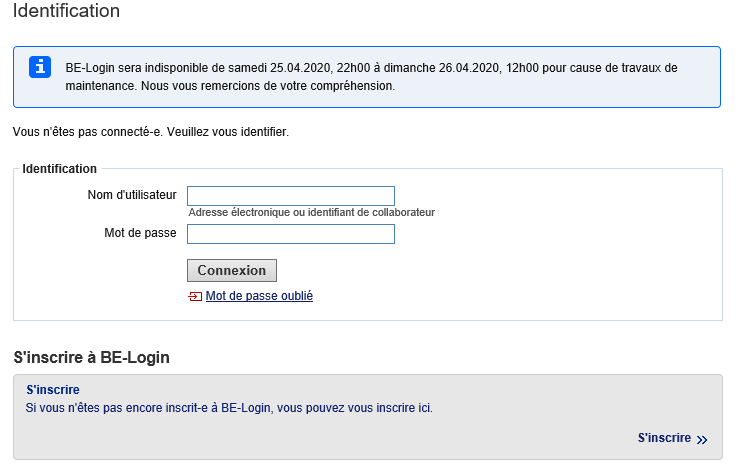 Identification
BE-Login sera indisponible de samedi 25.04.2020, 22h00 à dimanche 26.04.2020, 12h00 pour cause de travaux de
maintenance. Nous vous remercions de votre compréhension.
Vous n'êtes pas connecté-e. Veuillez vous identifier.
Identification
Nom d'utilisateur
Adresse électronique ou identifiant de collaborateur
Mot de passe
Connexion
Mot de passe oublié
S'inscrire à BE-Login
S'inscrire
Si vous n'êtes pas encore inscrit-e à BE-Login, vous pouvez vous inscrire ici.
S'inscrire